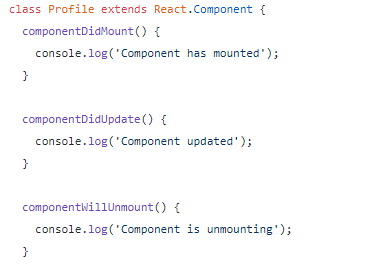 class Profile extends React.Component {
  componentDidMount() {
    console.log('Component has mounted');
  }

  componentDidUpdate() {
    console.log('Component updated');
  }

  componentWillUnmount() {
    console.log('Component is unmounting');
  }